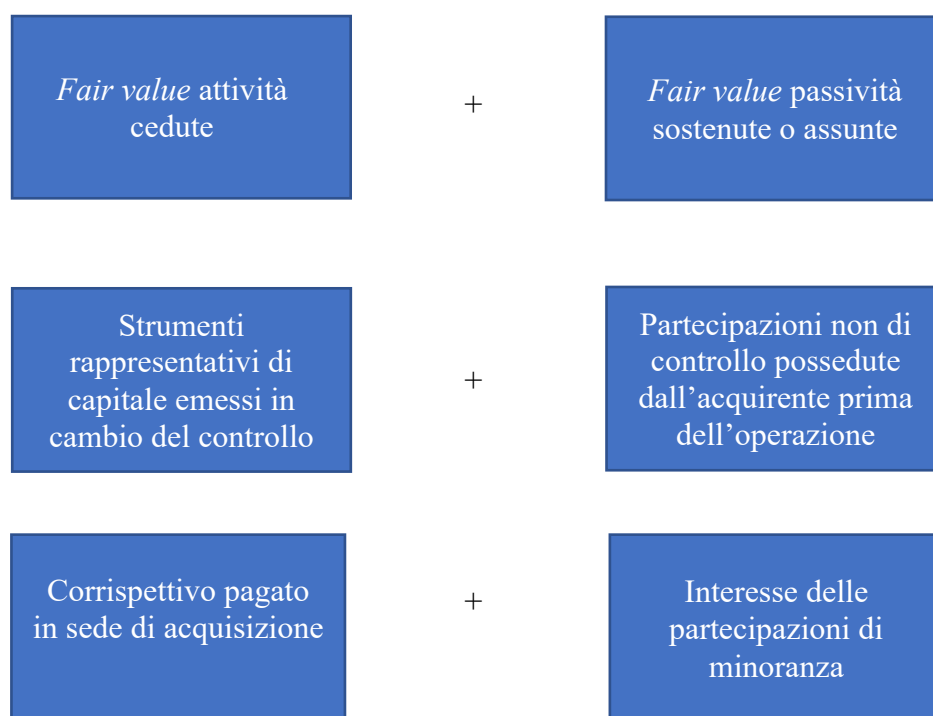 Fair value attività
cedute
+
Fair value passività
sostenute o assunte
Strumenti
rappresentativi di
capitale emessi in
cambio del controllo
+
Partecipazioni non di
controllo possedute
dall’acquirente prima
dell’operazione
Corrispettivo pagato
in sede di acquisizione
+
Interesse delle
partecipazioni di
minoranza